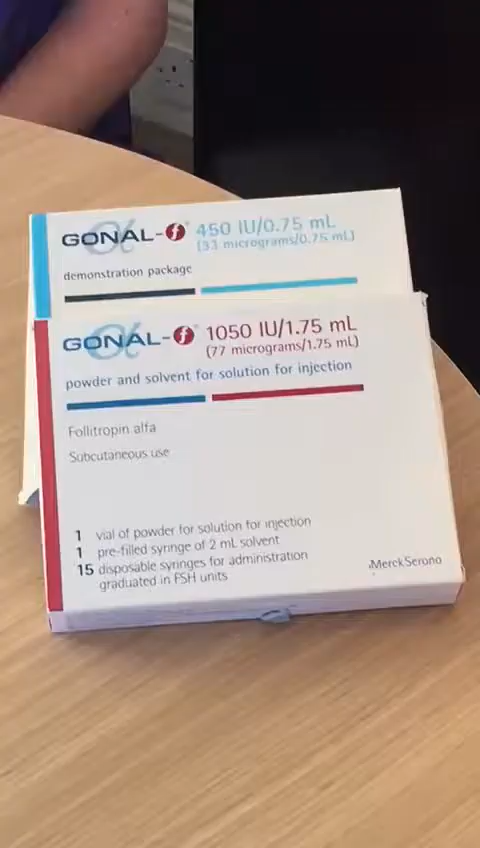 GONAL-f® 450 IU/0.75 mL
(33 micrograms/0.75 mL)
demonstration package
GONAL-f® 1050 IU/1.75 mL
(77 micrograms/1.75 mL)
powder and solvent for solution for injection
Follitropin alfa
Subcutaneous use
1 vial of powder for solution for injection
1 pre-filled syringe of 2 mL solvent
15 disposable syringes for administration
graduated in FSH units
MerckSerono